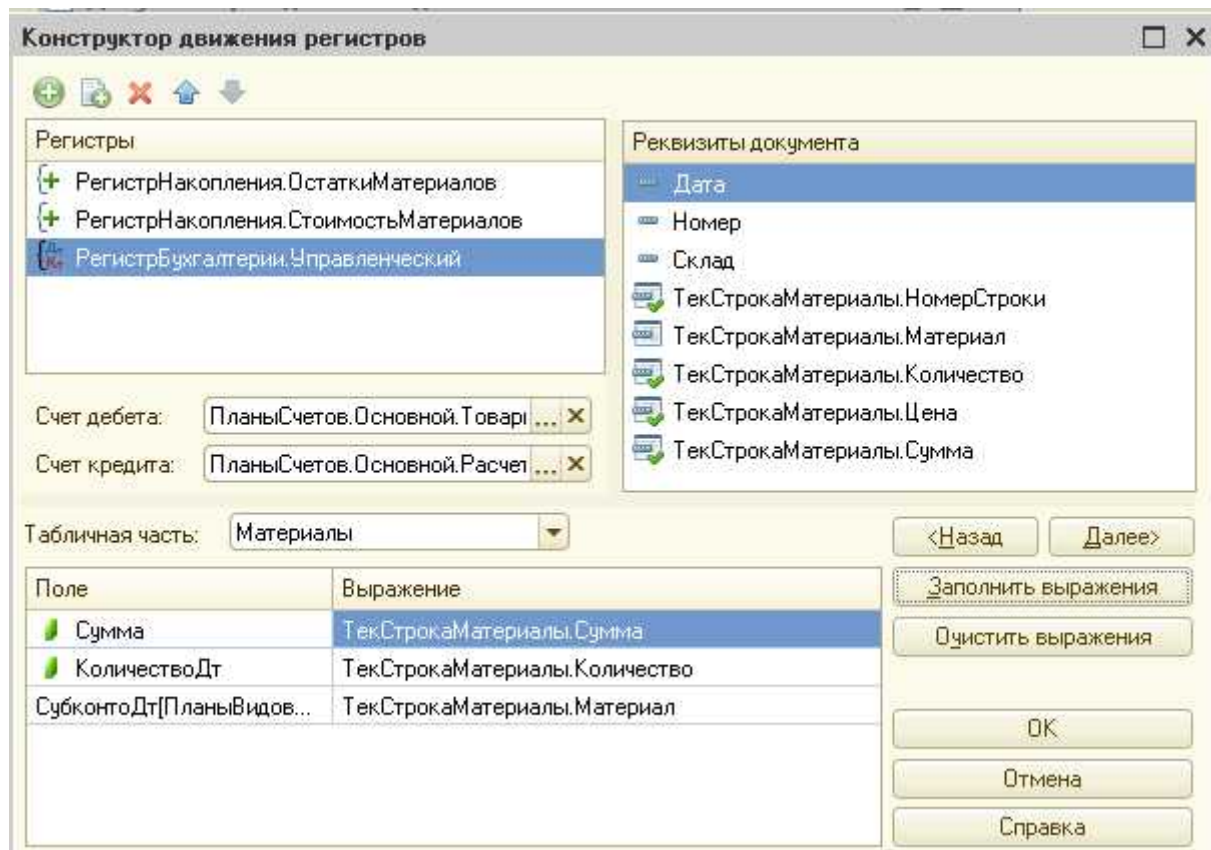 Конструктор движения регистров
Регистры
РегистрНакопления.ОстаткиМатериалов
РегистрНакопления.СтоимостьМатериалов
РегистрБухгалтерии.Управленческий
Реквизиты документа
Дата
Номер
Склад
ТекСтрокаМатериалы.НомерСтроки
ТекСтрокаМатериалы.Материал
ТекСтрокаМатериалы.Количество
ТекСтрокаМатериалы.Цена
ТекСтрокаМатериалы.Сумма
Счет дебета: ПланыСчетов.Основной.Товары ...
Счет кредита: ПланыСчетов.Основной.Расчет ...
Табличная часть: Материалы
<Назад Далее>
Поле Выражение
Сумма ТекСтрокаМатериалы.Сумма
КоличествоДт ТекСтрокаМатериалы.Количество
СубконтоДт[ПланыВидов... ТекСтрокаМатериалы.Материал
Заполнить выражения
Очистить выражения
ОК
Отмена
Справка